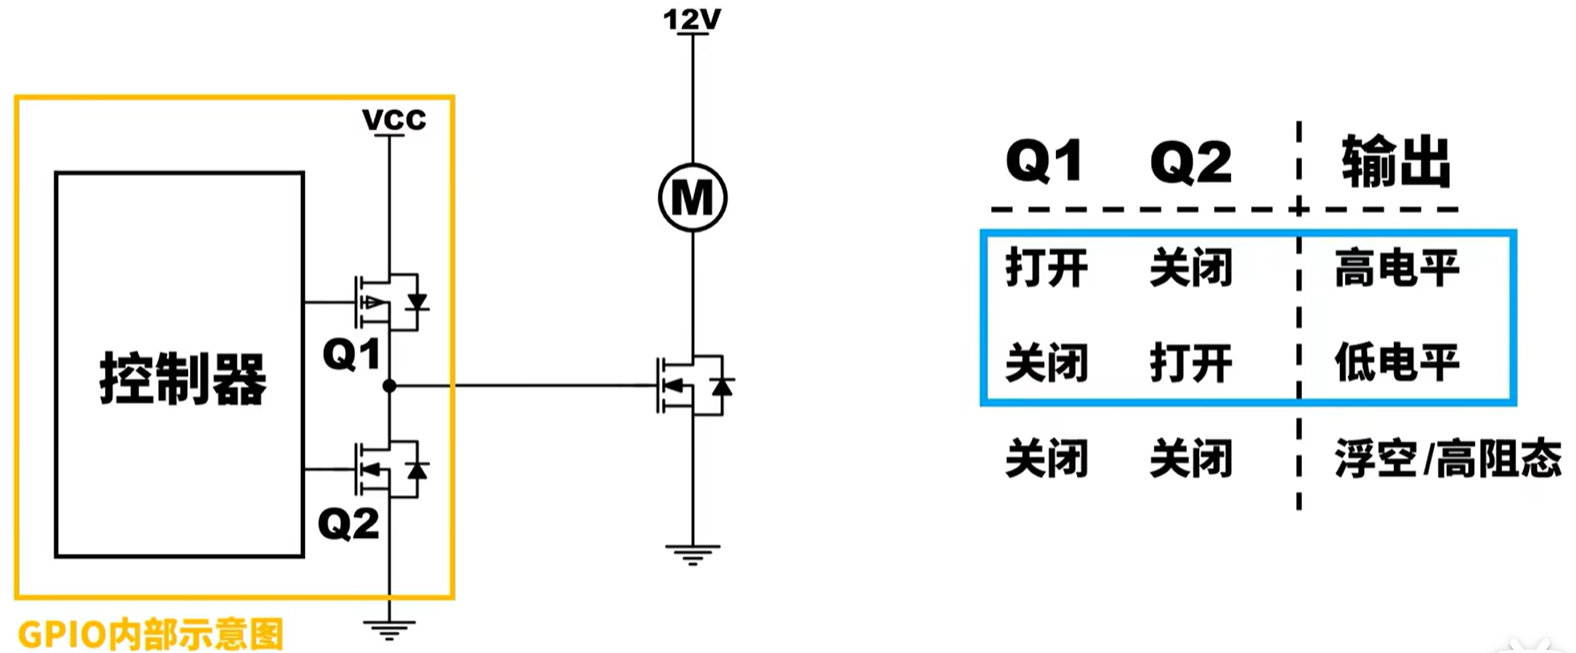 12V
VCC
M
控制器
Q1
Q2
GPIO内部示意图
Q1 Q2 输出
打开 关闭 高电平
关闭 打开 低电平
关闭 关闭 浮空/高阻态